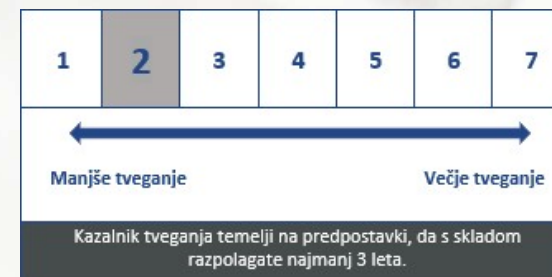 1 2 3 4 5 6 7
Manjše tveganje Večje tveganje
Kazalnik tveganja temelji na predpostavki, da s skladom
razpolagate najmanj 3 leta.